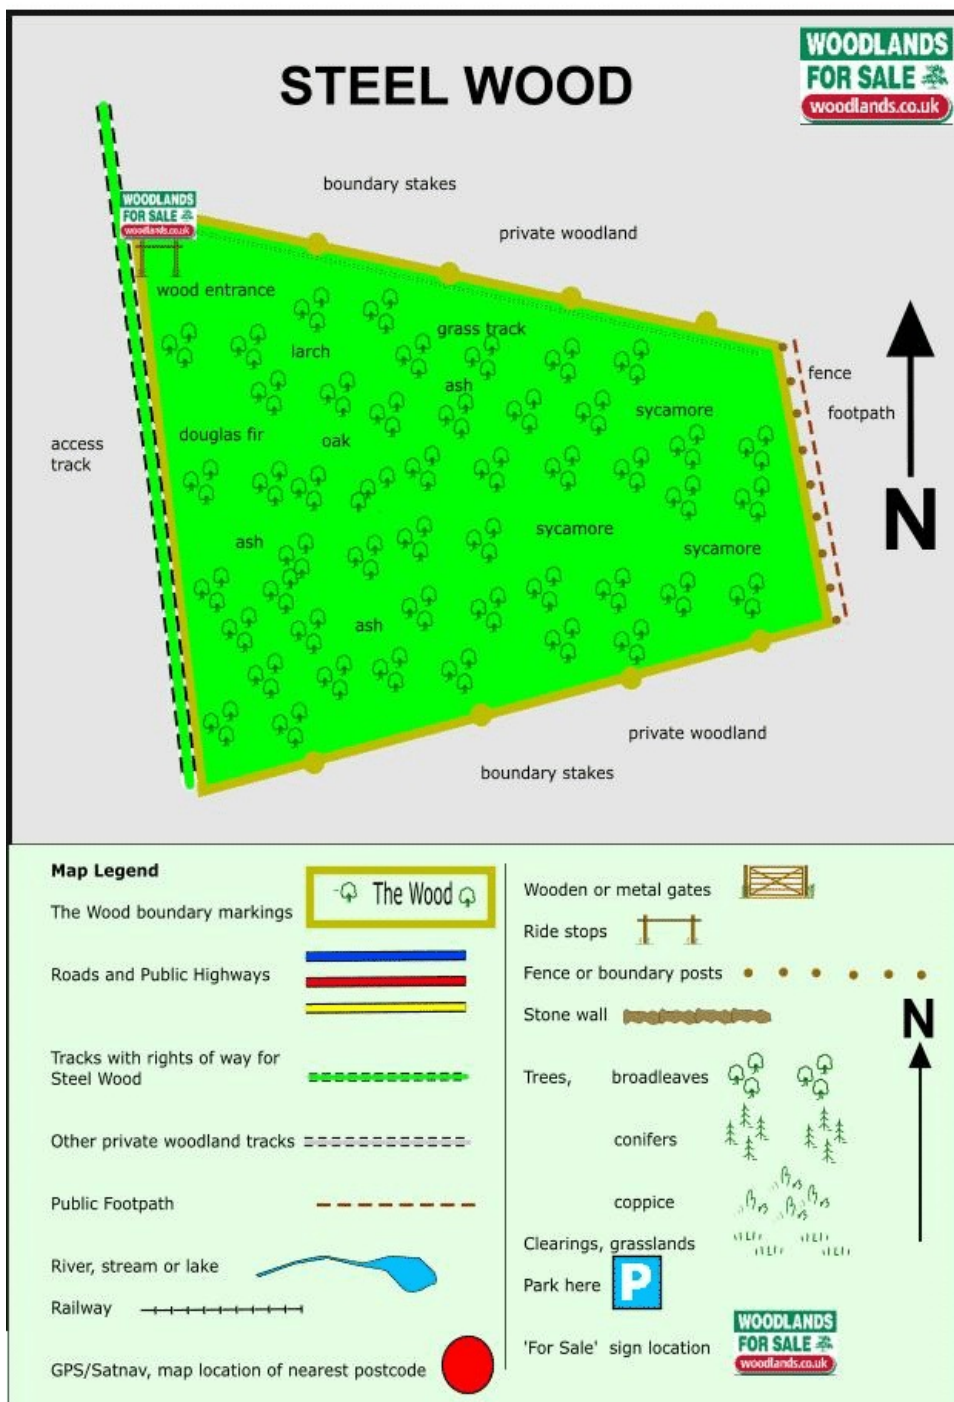 STEEL WOOD
WOODLANDS
FOR SALE
woodlands.co.uk
boundary stakes
WOODLANDS
FOR SALE
woodlands.co.uk
private woodland
wood entrance
grass track
larch
fence
ash
footpath
sycamore
douglas fir
oak
access
track
N
sycamore
ash
sycamore
ash
private woodland
boundary stakes
Map Legend
The Wood boundary markings
The Wood
Roads and Public Highways
Tracks with rights of way for
Steel Wood
Other private woodland tracks
Public Footpath
River, stream or lake
Railway
GPS/Satnav, map location of nearest postcode
Wooden or metal gates
Ride stops
Fence or boundary posts
N
Stone wall
Trees, broadleaves
conifers
coppice
Clearings, grasslands
Park here P
'For Sale' sign location
WOODLANDS
FOR SALE
woodlands.co.uk